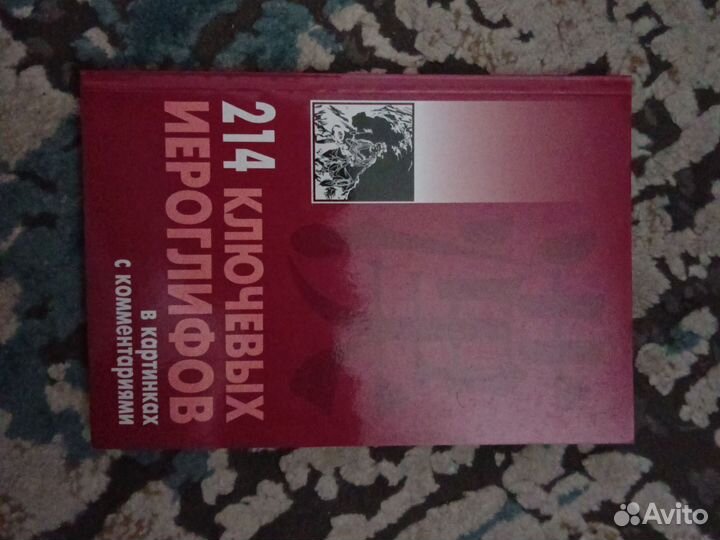 214 КЛЮЧЕВЫХ
ИЕРОГЛИФОВ
в картинках
с комментариями
Avito